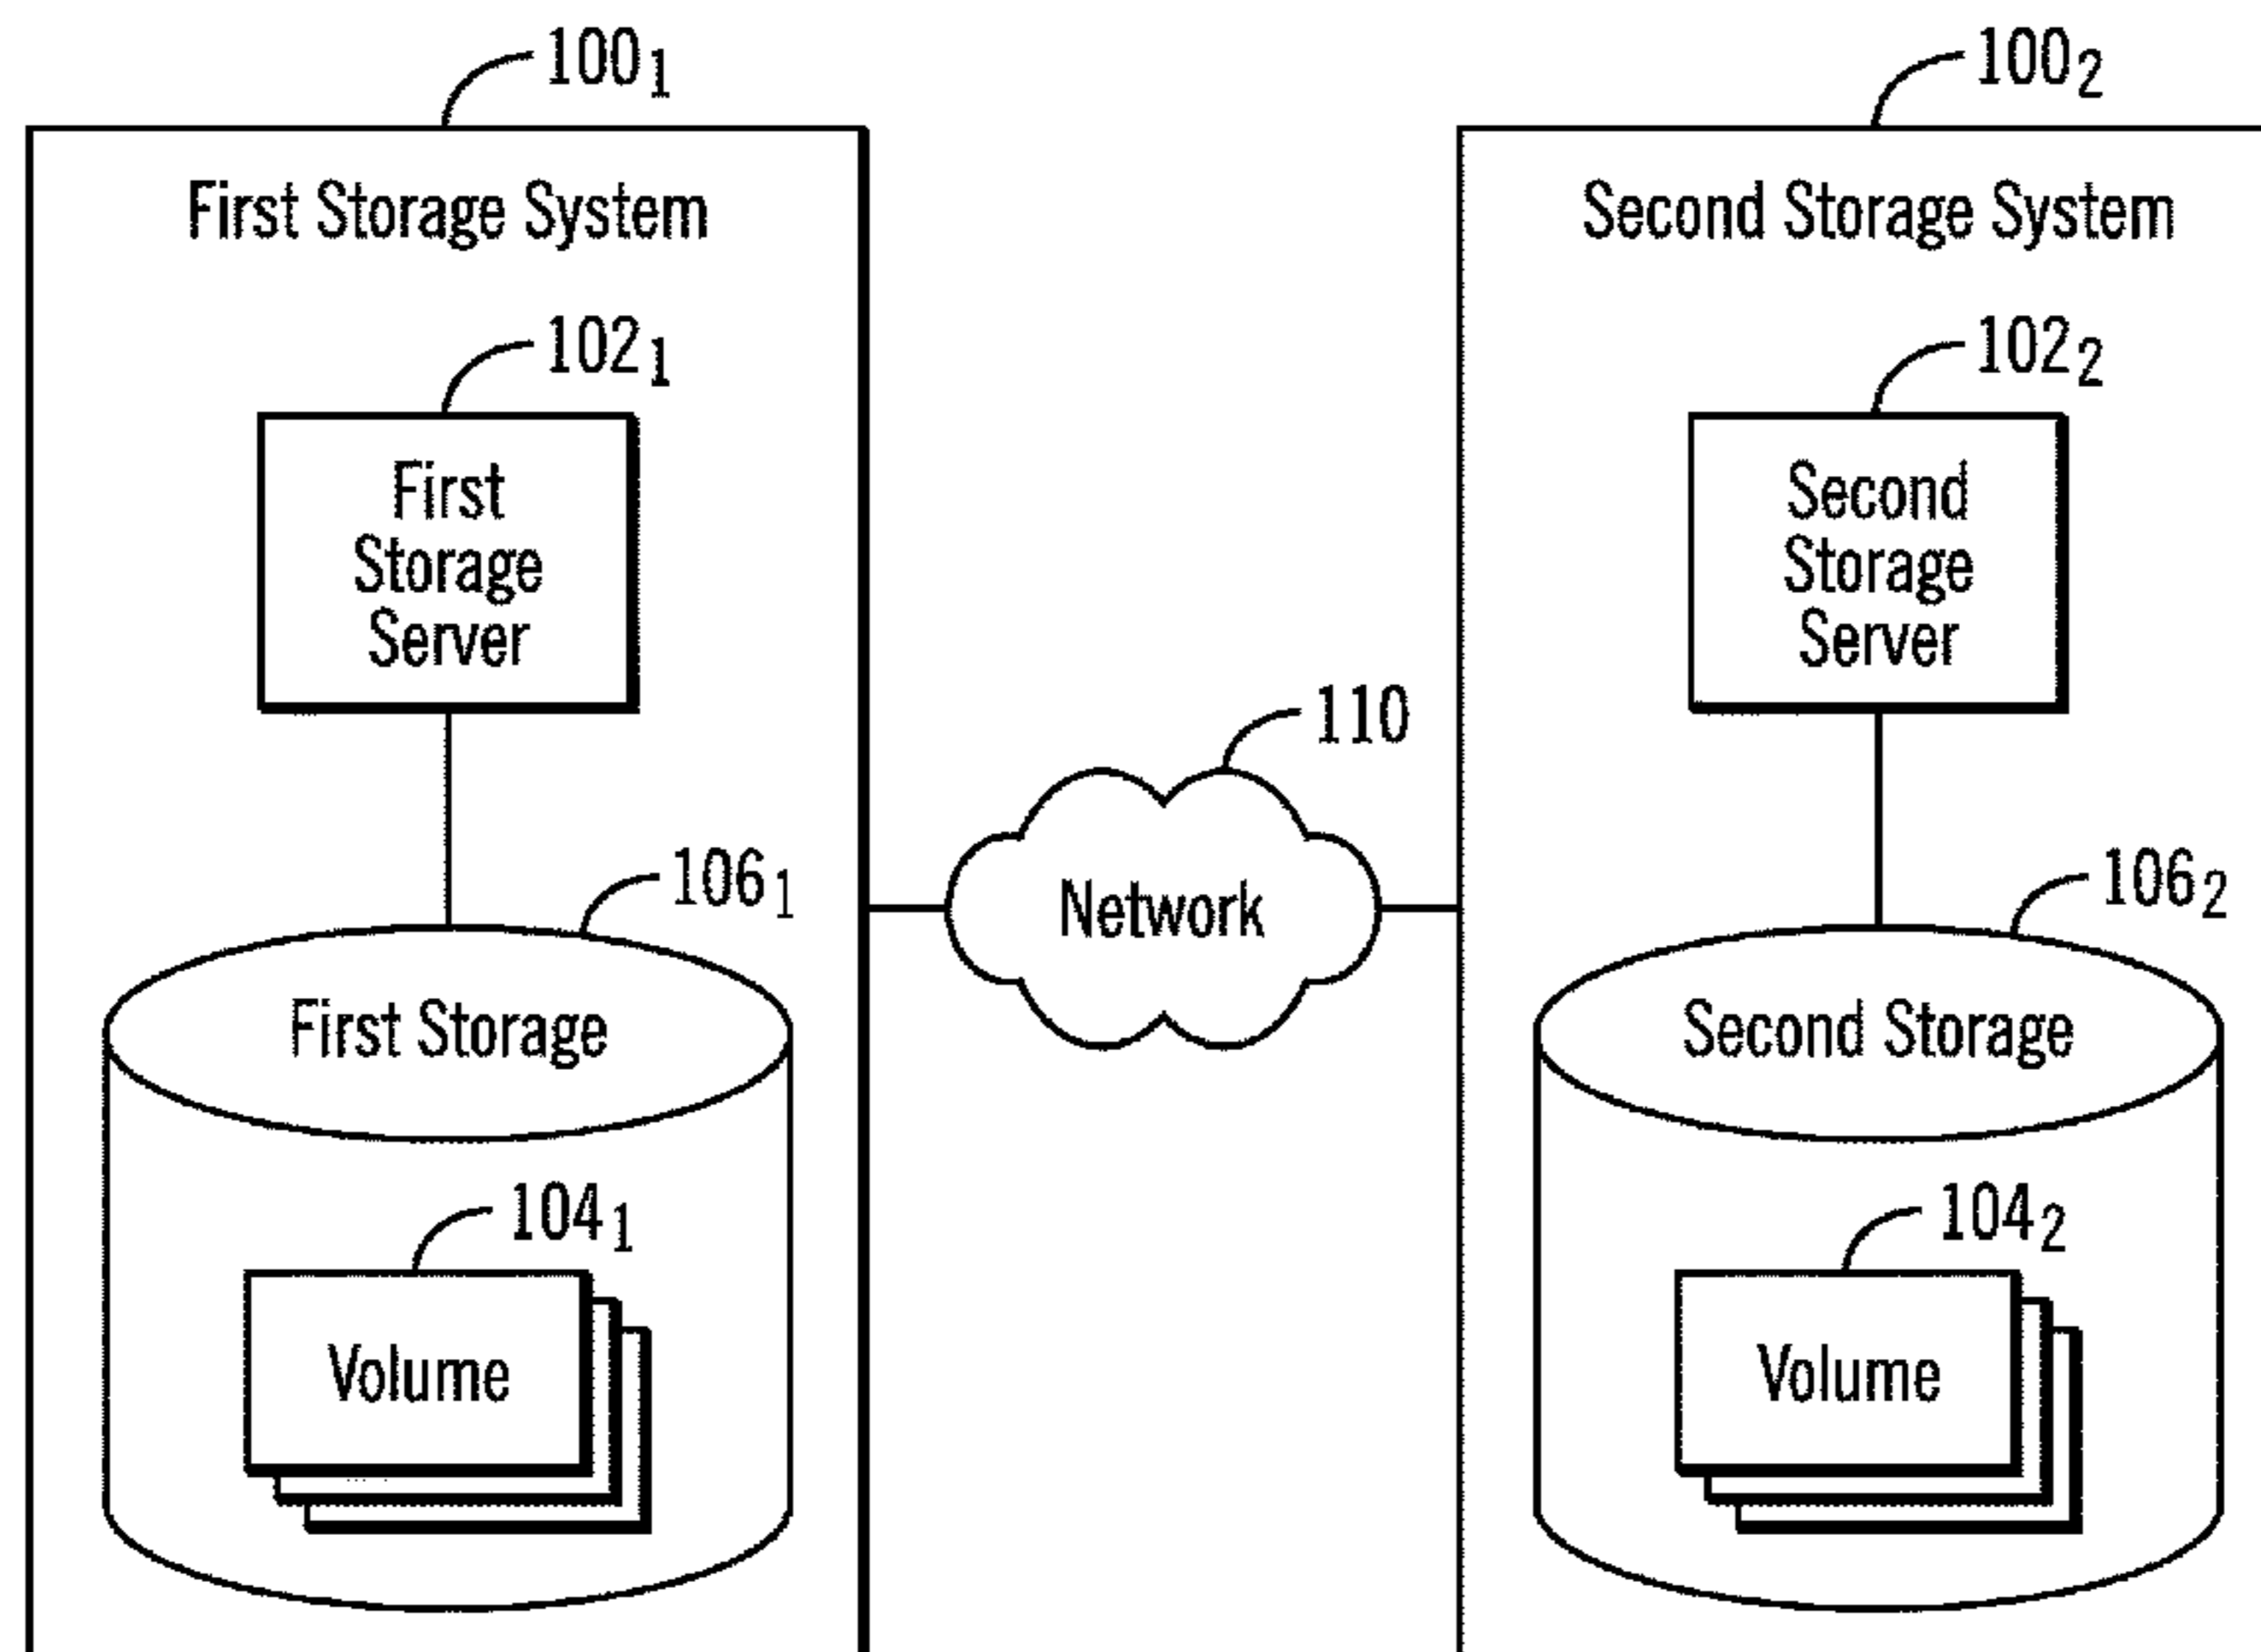 100₁
First Storage System
102₁
First
Storage
Server
106₁
First Storage
104₁
Volume
110
Network
100₂
Second Storage System
102₂
Second
Storage
Server
106₂
Second Storage
104₂
Volume